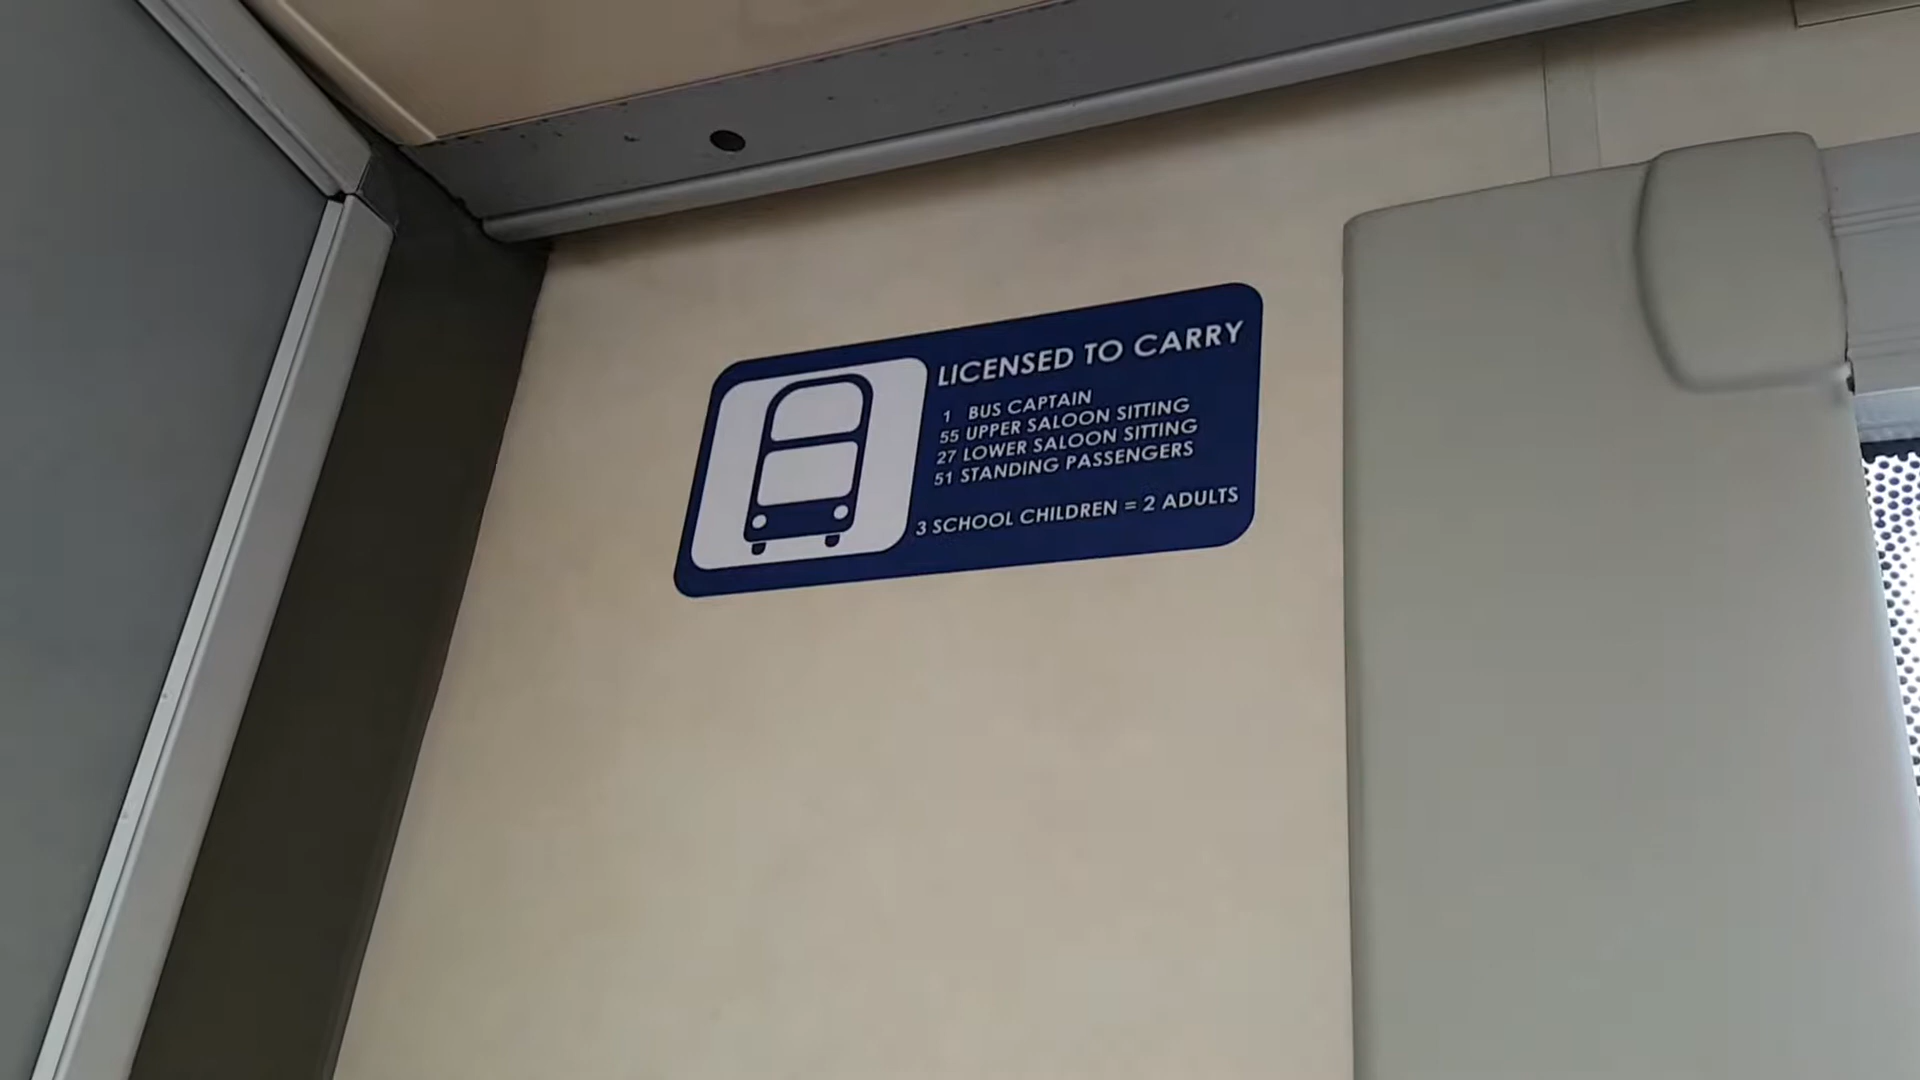 LICENSED TO CARRY
1 BUS CAPTAIN
55 UPPER SALOON SITTING
27 LOWER SALOON SITTING
51 STANDING PASSENGERS
3 SCHOOL CHILDREN = 2 ADULTS